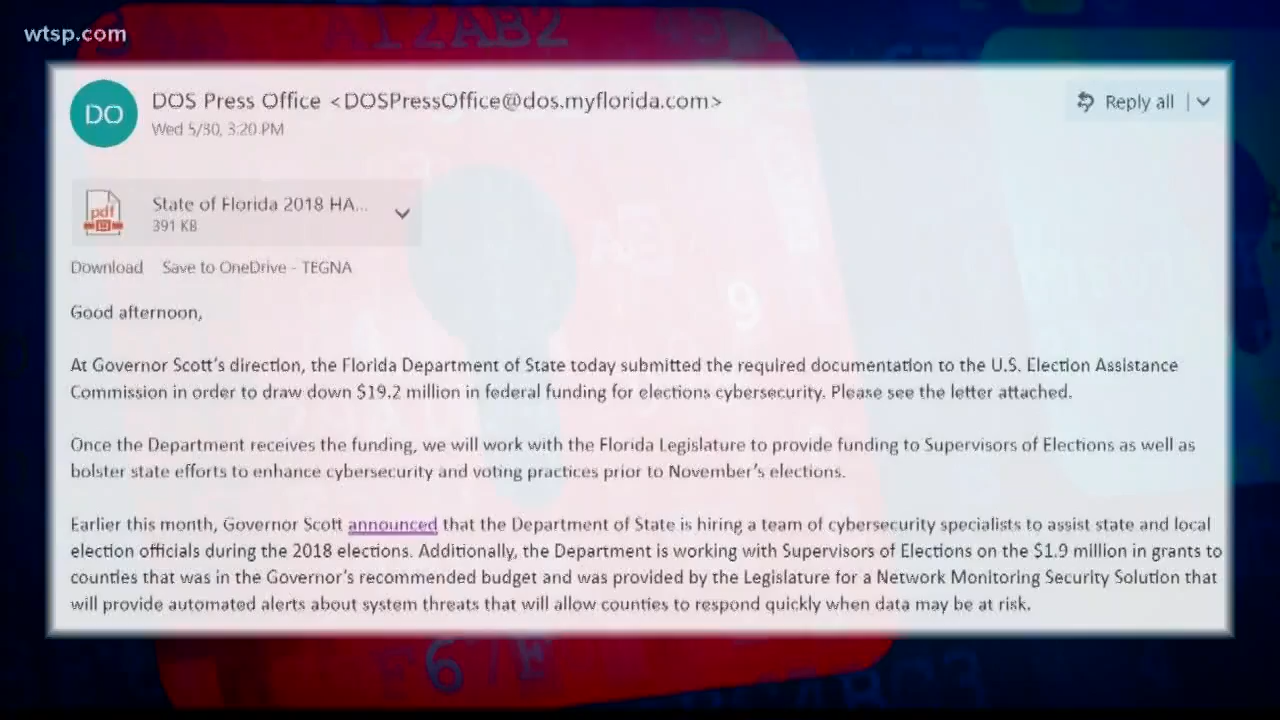 wtsp.com
A12AB2
DO
DOS Press Office <DOSPressOffice@dos.myflorida.com>
Wed 5/30, 3:20 PM
Reply all
pdf
State of Florida 2018 HA...
391 KB
Download Save to OneDrive - TEGNA
Good afternoon,
At Governor Scott's direction, the Florida Department of State today submitted the required documentation to the U.S. Election Assistance
Commission in order to draw down $19.2 million in federal funding for elections cybersecurity. Please see the letter attached.
Once the Department receives the funding, we will work with the Florida Legislature to provide funding to Supervisors of Elections as well as
bolster state efforts to enhance cybersecurity and voting practices prior to November's elections.
Earlier this month, Governor Scott announced that the Department of State is hiring a team of cybersecurity specialists to assist state and local
election officials during the 2018 elections. Additionally, the Department is working with Supervisors of Elections on the $1.9 million in grants to
counties that was in the Governor's recommended budget and was provided by the Legislature for a Network Monitoring Security Solution that
will provide automated alerts about system threats that will allow counties to respond quickly when data may be at risk.